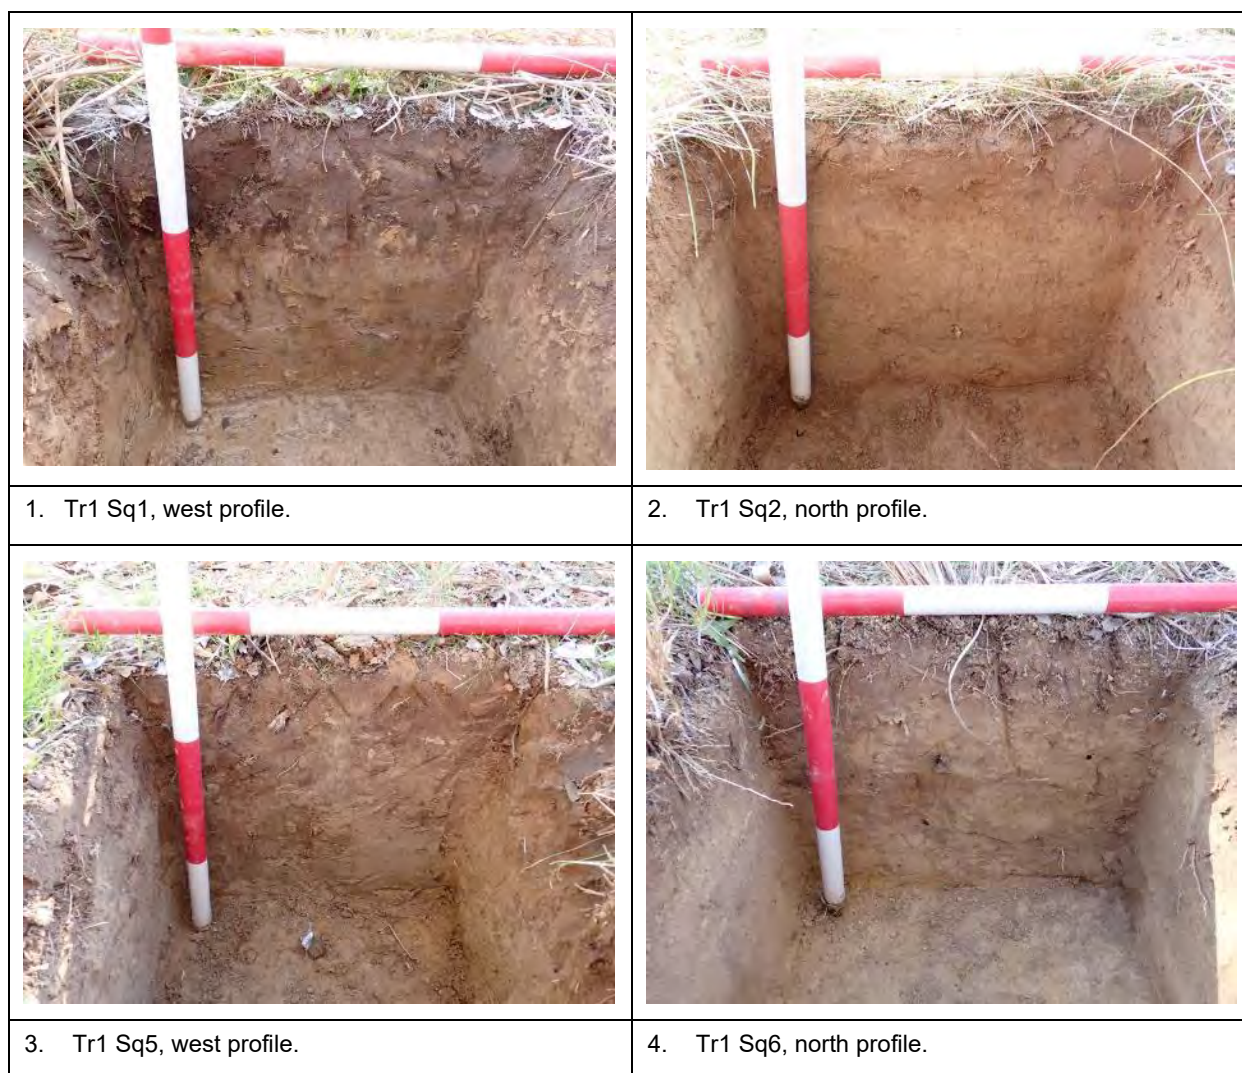 1. Tr1 Sq1, west profile.
2. Tr1 Sq2, north profile.
3. Tr1 Sq5, west profile.
4. Tr1 Sq6, north profile.